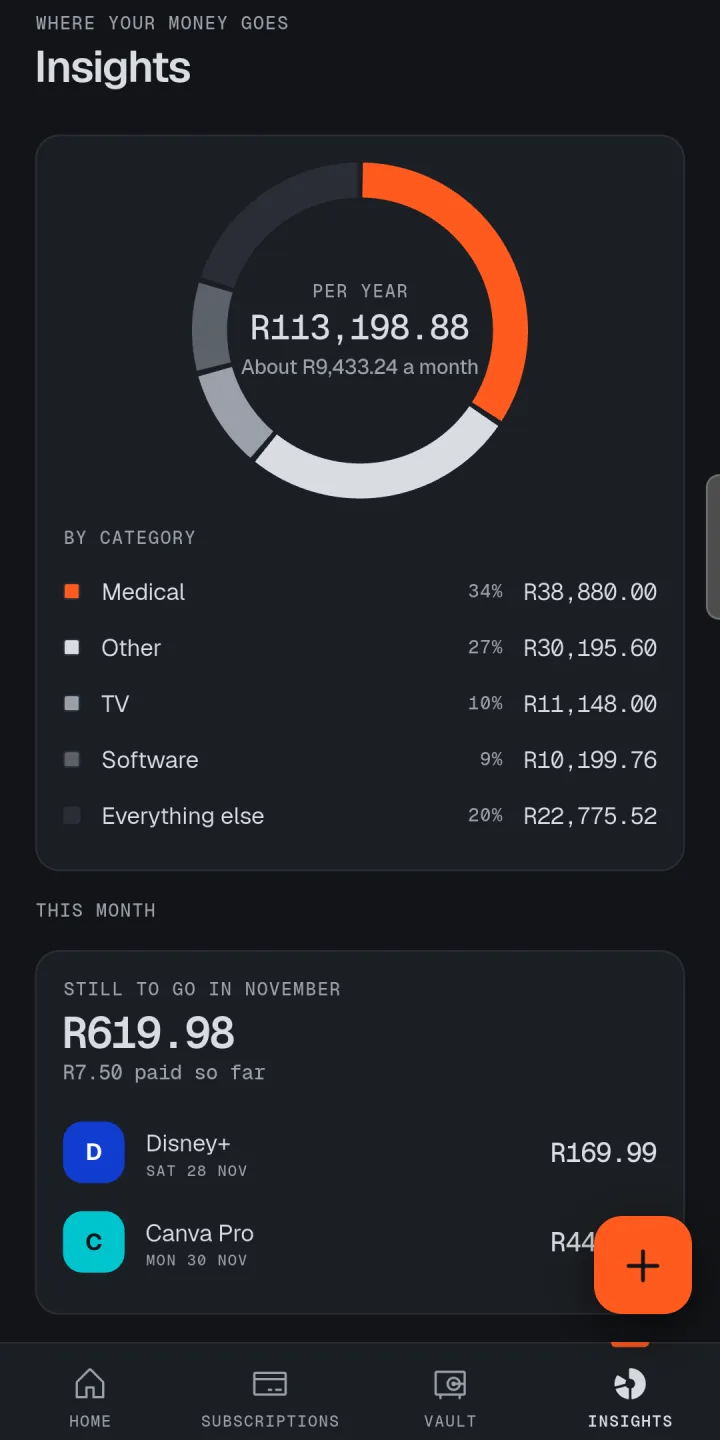 WHERE YOUR MONEY GOES
Insights
PER YEAR
R113,198.88
About R9,433.24 a month
BY CATEGORY
Medical 34% R38,880.00
Other 27% R30,195.60
TV 10% R11,148.00
Software 9% R10,199.76
Everything else 20% R22,775.52
THIS MONTH
STILL TO GO IN NOVEMBER
R619.98
R7.50 paid so far
D Disney+ R169.99
SAT 28 NOV
C Canva Pro R44
MON 30 NOV
HOME SUBSCRIPTIONS VAULT INSIGHTS